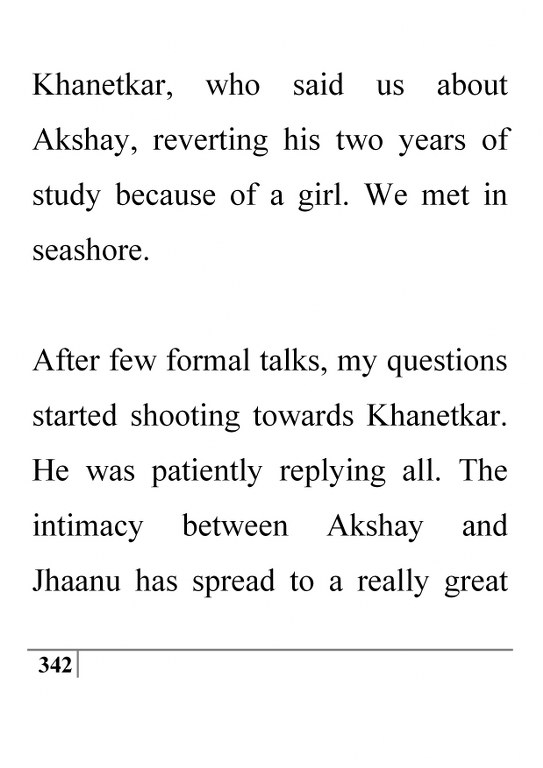 Khanetkar, who said us about
Akshay, reverting his two years of
study because of a girl. We met in
seashore.
After few formal talks, my questions
started shooting towards Khanetkar.
He was patiently replying all. The
intimacy between Akshay and
Jhaanu has spread to a really great
342